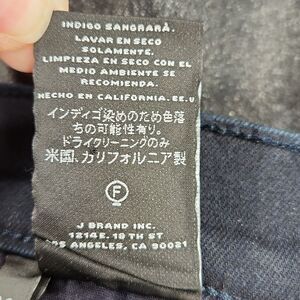 INDIGO SANGRARÁ.
LAVAR EN SECO
SOLAMENTE.
LIMPIEZA EN SECO CON EL
MEDIO AMBIENTE SE
RECOMIENDA.
HECHO EN CALIFORNIA. EE.U
インディゴ染めのため色落
ちの可能性有り。
ドライクリーニングのみ
米国、カリフォルニア製
F
J BRAND INC.
1214E. 18 TH ST
LOS ANGELES, CA 90021